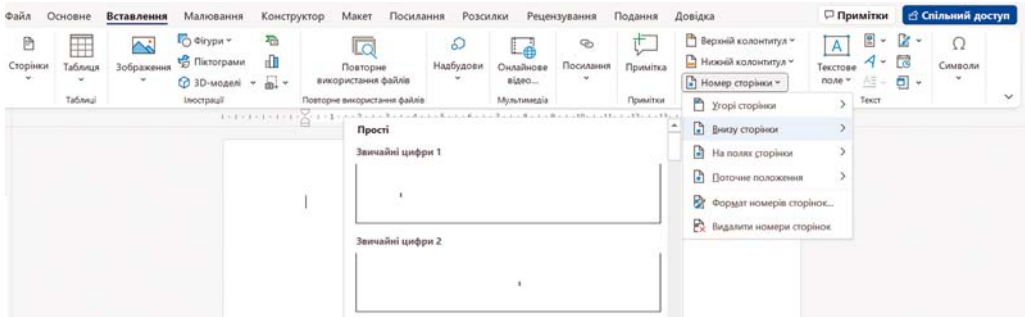 Файл Основне Вставлення Малювання Конструктор Макет Посилання Розсилки Рецензування Подання Довідка Примітки Спільний доступ
Сторінки
Таблиця
Таблиці
Зображення
Фігури
Піктограми
3D-моделі
Ілюстрації
Повторне
використання файлів
Повторне використання файлів
Надбудови
Онлайнове
відео...
Мультимедіа
Посилання
Примітка
Примітки
Верхній колонтитул
Нижній колонтитул
Номер сторінки
Текстове
поле
Текст
Символи
Угорі сторінки
Внизу сторінки
На полях сторінки
Поточне положення
Формат номерів сторінок...
Видалити номери сторінок
Прості
Звичайні цифри 1
Звичайні цифри 2